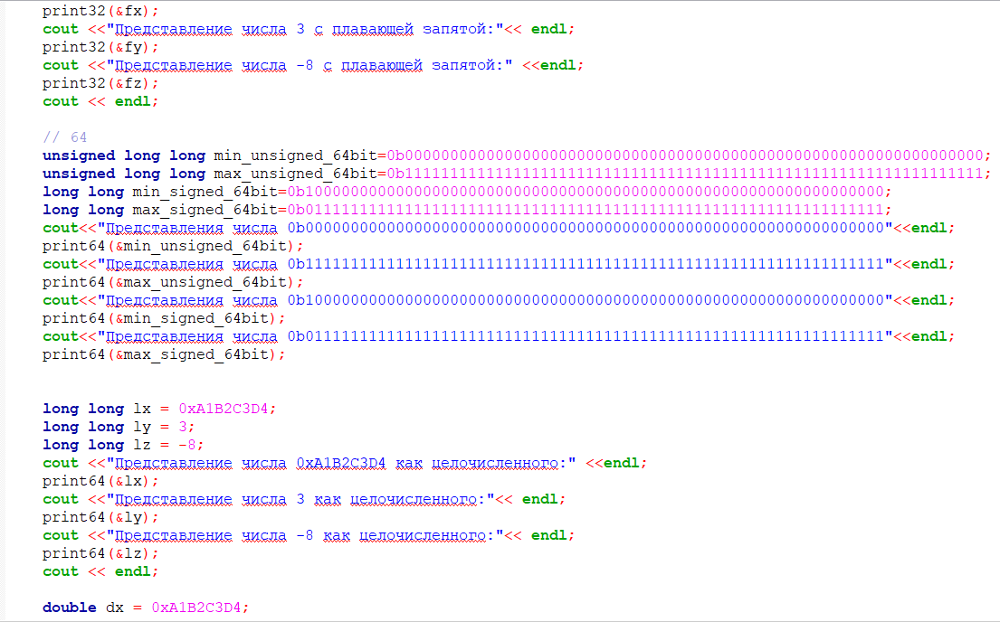 print32(&fx);
cout <<"Представление числа 3 с плавающей запятой:"<< endl;
print32(&fy);
cout <<"Представление числа -8 с плавающей запятой:" <<endl;
print32(&fz);
cout << endl;
// 64
unsigned long long min_unsigned_64bit=0b0000000000000000000000000000000000000000000000000000000000000000;
unsigned long long max_unsigned_64bit=0b1111111111111111111111111111111111111111111111111111111111111111;
long long min_signed_64bit=0b1000000000000000000000000000000000000000000000000000000000000000;
long long max_signed_64bit=0b0111111111111111111111111111111111111111111111111111111111111111;
cout<<"Представления числа 0b0000000000000000000000000000000000000000000000000000000000000000"<<endl;
print64(&min_unsigned_64bit);
cout<<"Представления числа 0b1111111111111111111111111111111111111111111111111111111111111111"<<endl;
print64(&max_unsigned_64bit);
cout<<"Представления числа 0b1000000000000000000000000000000000000000000000000000000000000000"<<endl;
print64(&min_signed_64bit);
cout<<"Представления числа 0b0111111111111111111111111111111111111111111111111111111111111111"<<endl;
print64(&max_signed_64bit);
long long lx = 0xA1B2C3D4;
long long ly = 3;
long long lz = -8;
cout <<"Представление числа 0xA1B2C3D4 как целочисленного:" <<endl;
print64(&lx);
cout <<"Представление числа 3 как целочисленного:"<< endl;
print64(&ly);
cout <<"Представление числа -8 как целочисленного:"<< endl;
print64(&lz);
cout << endl;
double dx = 0xA1B2C3D4;